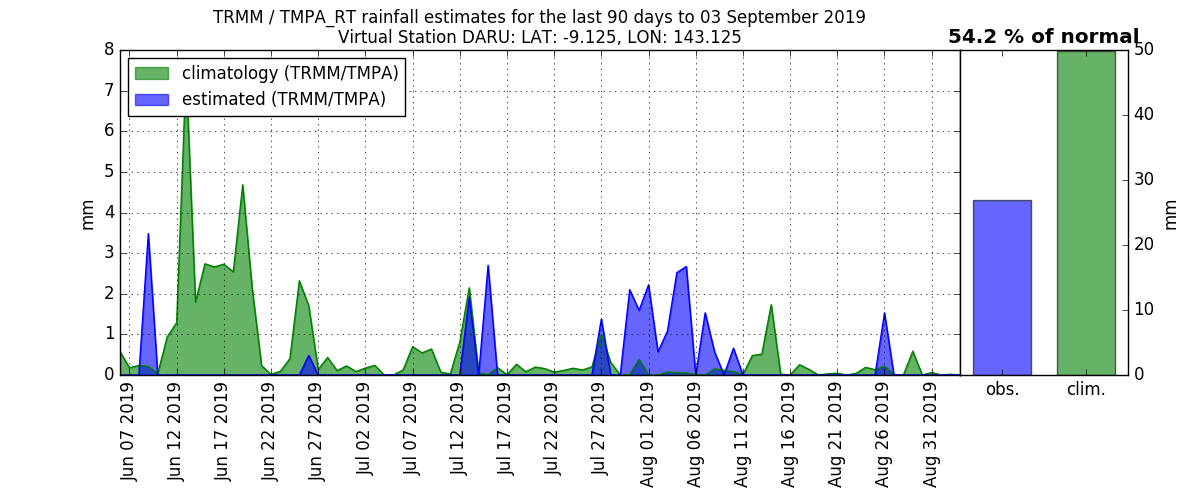 TRMM / TMPA_RT rainfall estimates for the last 90 days to 03 September 2019
Virtual Station DARU: LAT: -9.125, LON: 143.125
54.2 % of normal
climatology (TRMM/TMPA)
estimated (TRMM/TMPA)
8
7
6
5
4
3
2
1
0
mm
Jun 07 2019
Jun 12 2019
Jun 17 2019
Jun 22 2019
Jun 27 2019
Jul 02 2019
Jul 07 2019
Jul 12 2019
Jul 17 2019
Jul 22 2019
Jul 27 2019
Aug 01 2019
Aug 06 2019
Aug 11 2019
Aug 16 2019
Aug 21 2019
Aug 26 2019
Aug 31 2019
obs.
clim.
50
40
30
20
10
0
mm